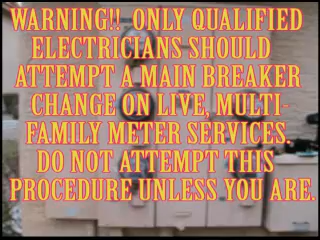 WARNING!! ONLY QUALIFIED
ELECTRICIANS SHOULD
ATTEMPT A MAIN BREAKER
CHANGE ON LIVE, MULTI-
FAMILY METER SERVICES.
DO NOT ATTEMPT THIS
PROCEDURE UNLESS YOU ARE.